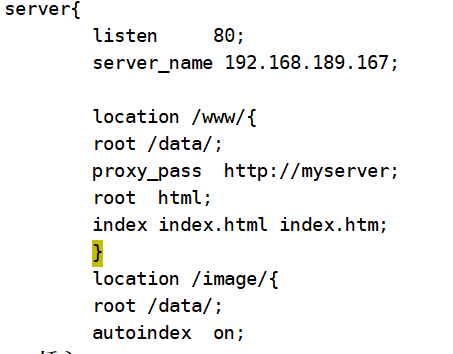 server{
listen     80;
server_name 192.168.189.167;
location /www/{
root /data/;
proxy_pass  http://myserver;
root  html;
index index.html index.htm;
}
location /image/{
root /data/;
autoindex  on;